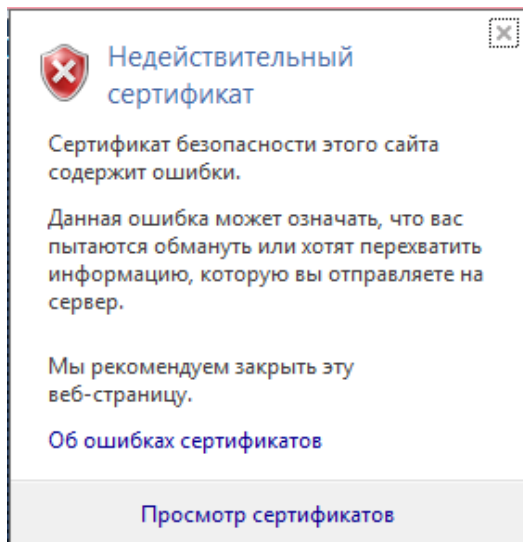 Недействительный
сертификат
Сертификат безопасности этого сайта
содержит ошибки.
Данная ошибка может означать, что вас
пытаются обмануть или хотят перехватить
информацию, которую вы отправляете на
сервер.
Мы рекомендуем закрыть эту
веб-страницу.
Об ошибках сертификатов
Просмотр сертификатов